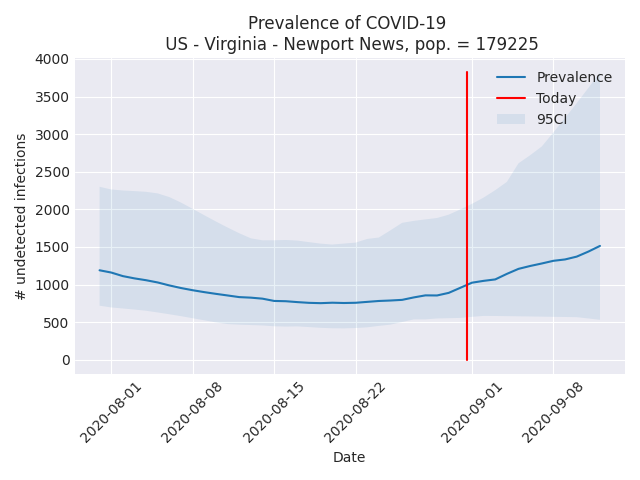 Prevalence of COVID-19
US - Virginia - Newport News, pop. = 179225
# undetected infections
4000
3500
3000
2500
2000
1500
1000
500
0
Prevalence
Today
95CI
2020-08-01
2020-08-08
2020-08-15
2020-08-22
2020-09-01
2020-09-08
Date